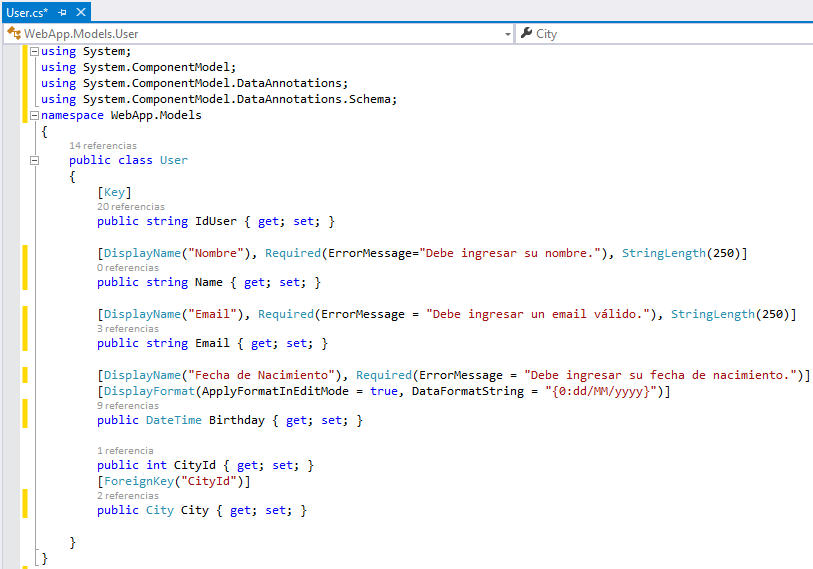 User.cs*
WebApp.Models.User City
using System;
using System.ComponentModel;
using System.ComponentModel.DataAnnotations;
using System.ComponentModel.DataAnnotations.Schema;
namespace WebApp.Models
{
14 referencias
public class User
{
[Key]
20 referencias
public string IdUser { get; set; }
[DisplayName("Nombre"), Required(ErrorMessage="Debe ingresar su nombre."), StringLength(250)]
0 referencias
public string Name { get; set; }
[DisplayName("Email"), Required(ErrorMessage = "Debe ingresar un email válido."), StringLength(250)]
3 referencias
public string Email { get; set; }
[DisplayName("Fecha de Nacimiento"), Required(ErrorMessage = "Debe ingresar su fecha de nacimiento.")]
[DisplayFormat(ApplyFormatInEditMode = true, DataFormatString = "{0:dd/MM/yyyy}")]
9 referencias
public DateTime Birthday { get; set; }
1 referencia
public int CityId { get; set; }
[ForeignKey("CityId")]
2 referencias
public City City { get; set; }
}
}